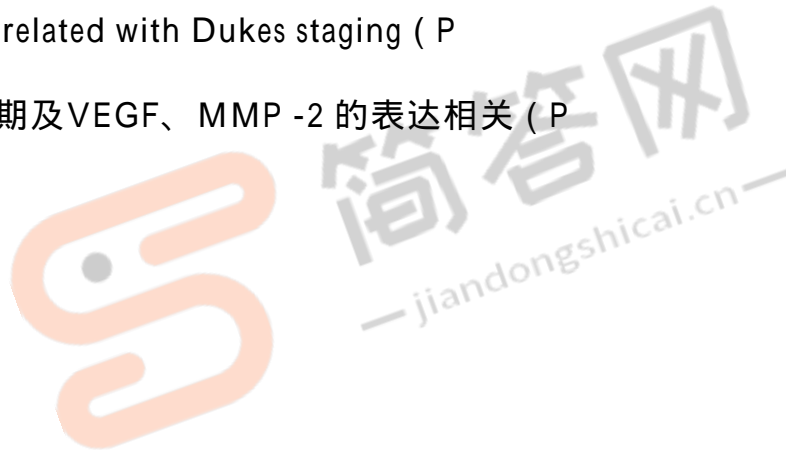 related with Dukes staging ( P
期及VEGF、MMP -2 的表达相关 ( P
简答网
jiandongshicai.cn